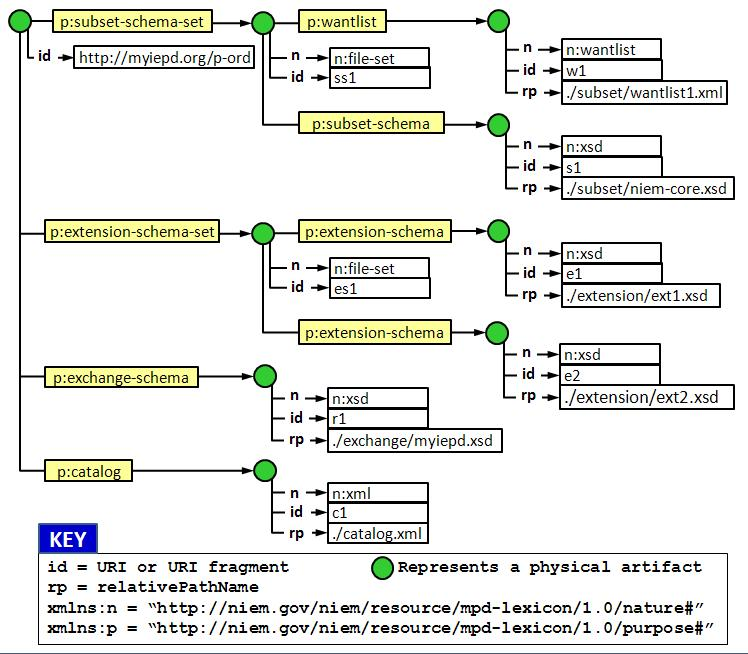 p:subset-schema-set
id http://myiepd.org/p-ord
p:wantlist
n n:file-set
id ss1
n n:wantlist
id w1
rp ./subset/wantlist1.xml
p:subset-schema
n n:xsd
id s1
rp ./subset/niem-core.xsd
p:extension-schema-set
n n:file-set
id es1
p:extension-schema
n n:xsd
id e1
rp ./extension/ext1.xsd
p:extension-schema
n n:xsd
id e2
rp ./extension/ext2.xsd
p:exchange-schema
n n:xsd
id r1
rp ./exchange/myiepd.xsd
p:catalog
n n:xml
id c1
rp ./catalog.xml
KEY
id = URI or URI fragment
Represents a physical artifact
rp = relativePathName
xmlns:n = “http://niem.gov/niem/resource/mpd-lexicon/1.0/nature#”
xmlns:p = “http://niem.gov/niem/resource/mpd-lexicon/1.0/purpose#”